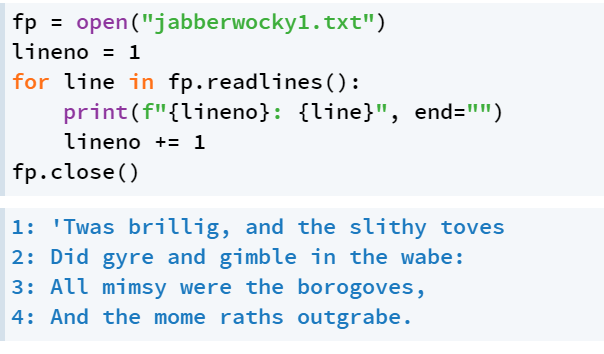 fp = open("jabberwocky1.txt")
lineno = 1
for line in fp.readlines():
    print(f"{lineno}: {line}", end="")
    lineno += 1
fp.close()
1: 'Twas brillig, and the slithy toves
2: Did gyre and gimble in the wabe:
3: All mimsy were the borogoves,
4: And the mome raths outgrabe.